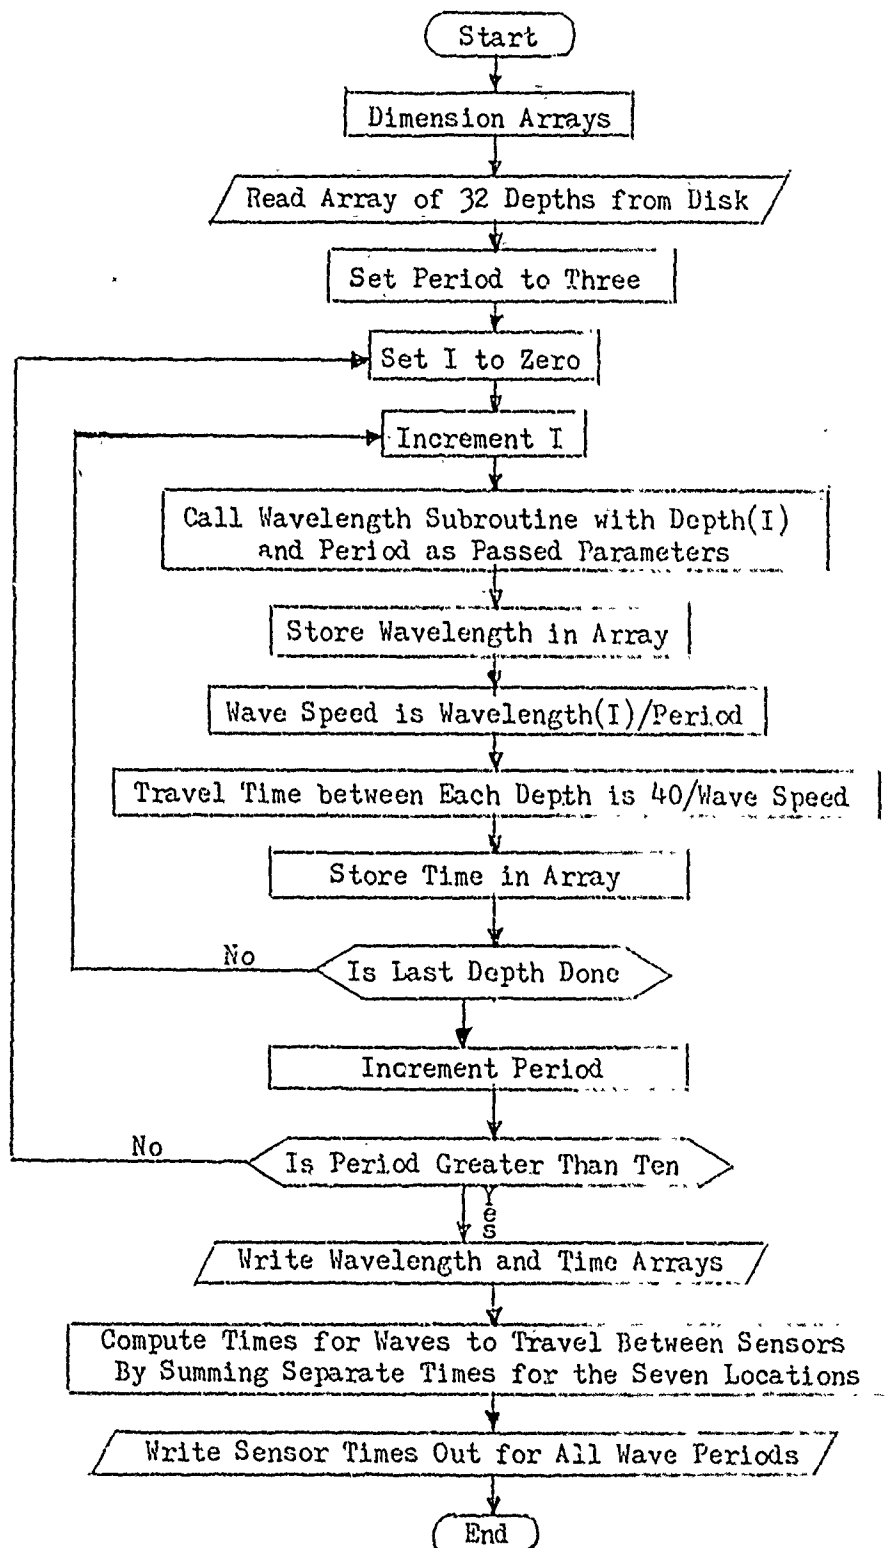 Start
Dimension Arrays
Read Array of 32 Depths from Disk
Set Period to Three
Set I to Zero
Increment I
Call Wavelength Subroutine with Depth(I)
and Period as Passed Parameters
Store Wavelength in Array
Wave Speed is Wavelength(I)/Period
Travel Time between Each Depth is 40/Wave Speed
Store Time in Array
No
Is Last Depth Done
Increment Period
No
Is Period Greater Than Ten
Yes
Write Wavelength and Time Arrays
Compute Times for Waves to Travel Between Sensors
By Summing Separate Times for the Seven Locations
Write Sensor Times Out for All Wave Periods
End